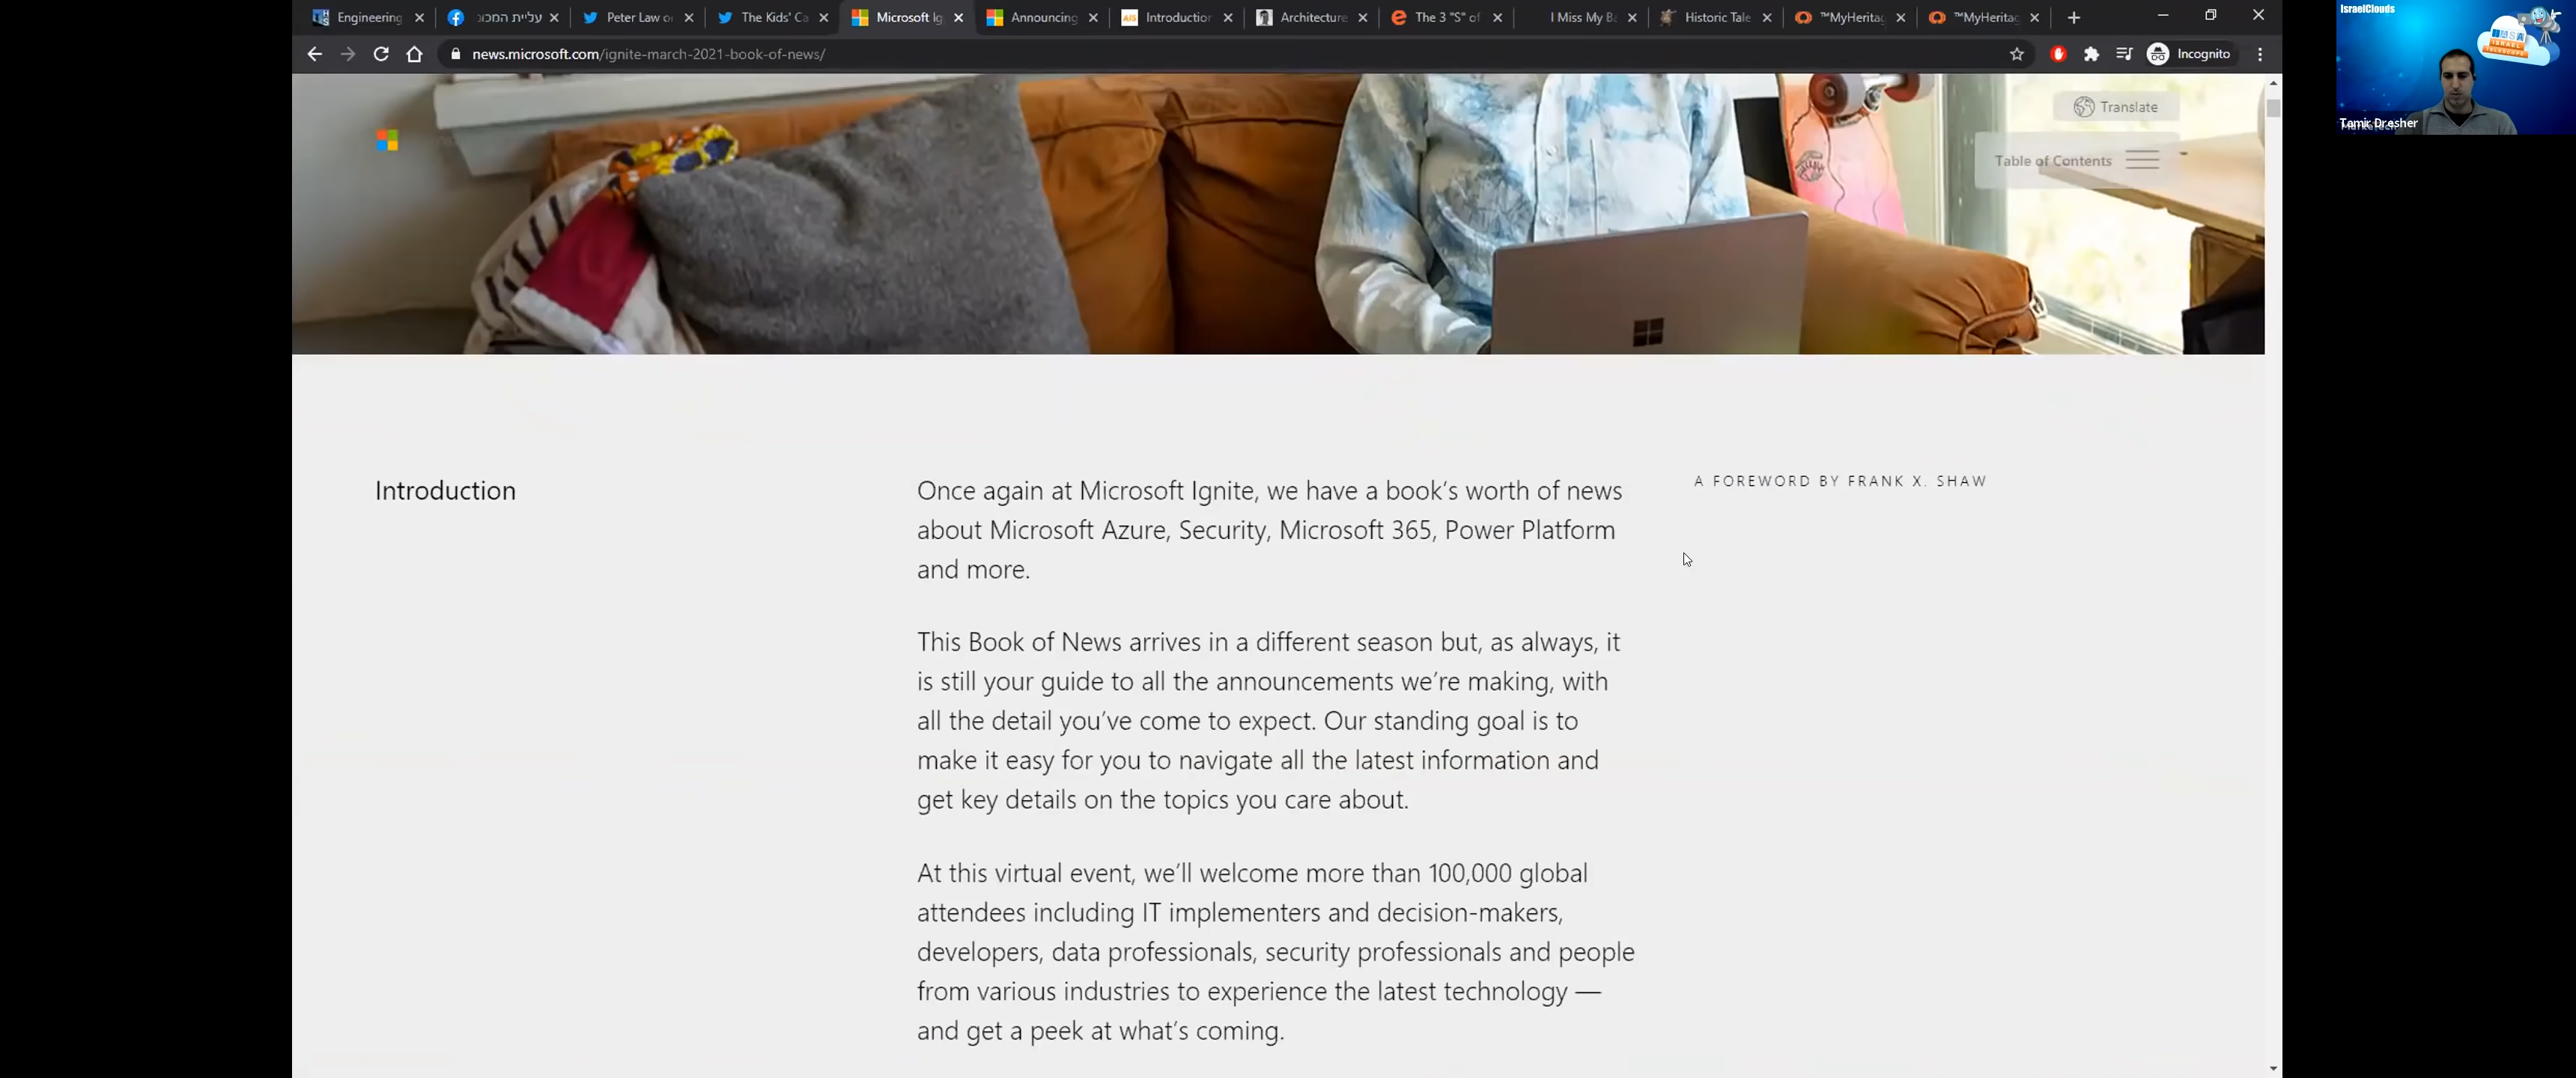 Engineering
עליית המכונ
Peter Law o
The Kids' Ca
Microsoft Ig
Announcing
Introduction
Architecture
The 3 "S" of
I Miss My Ba
Historic Tale
™MyHeritag
™MyHeritag
news.microsoft.com/ignite-march-2021-book-of-news/
Incognito
IsraelClouds
IASA
ISRAEL
Tamir Dresher
Translate
Table of Contents
Introduction
Once again at Microsoft Ignite, we have a book's worth of news
about Microsoft Azure, Security, Microsoft 365, Power Platform
and more.
This Book of News arrives in a different season but, as always, it
is still your guide to all the announcements we're making, with
all the detail you've come to expect. Our standing goal is to
make it easy for you to navigate all the latest information and
get key details on the topics you care about.
At this virtual event, we'll welcome more than 100,000 global
attendees including IT implementers and decision-makers,
developers, data professionals, security professionals and people
from various industries to experience the latest technology —
and get a peek at what's coming.
A FOREWORD BY FRANK X. SHAW